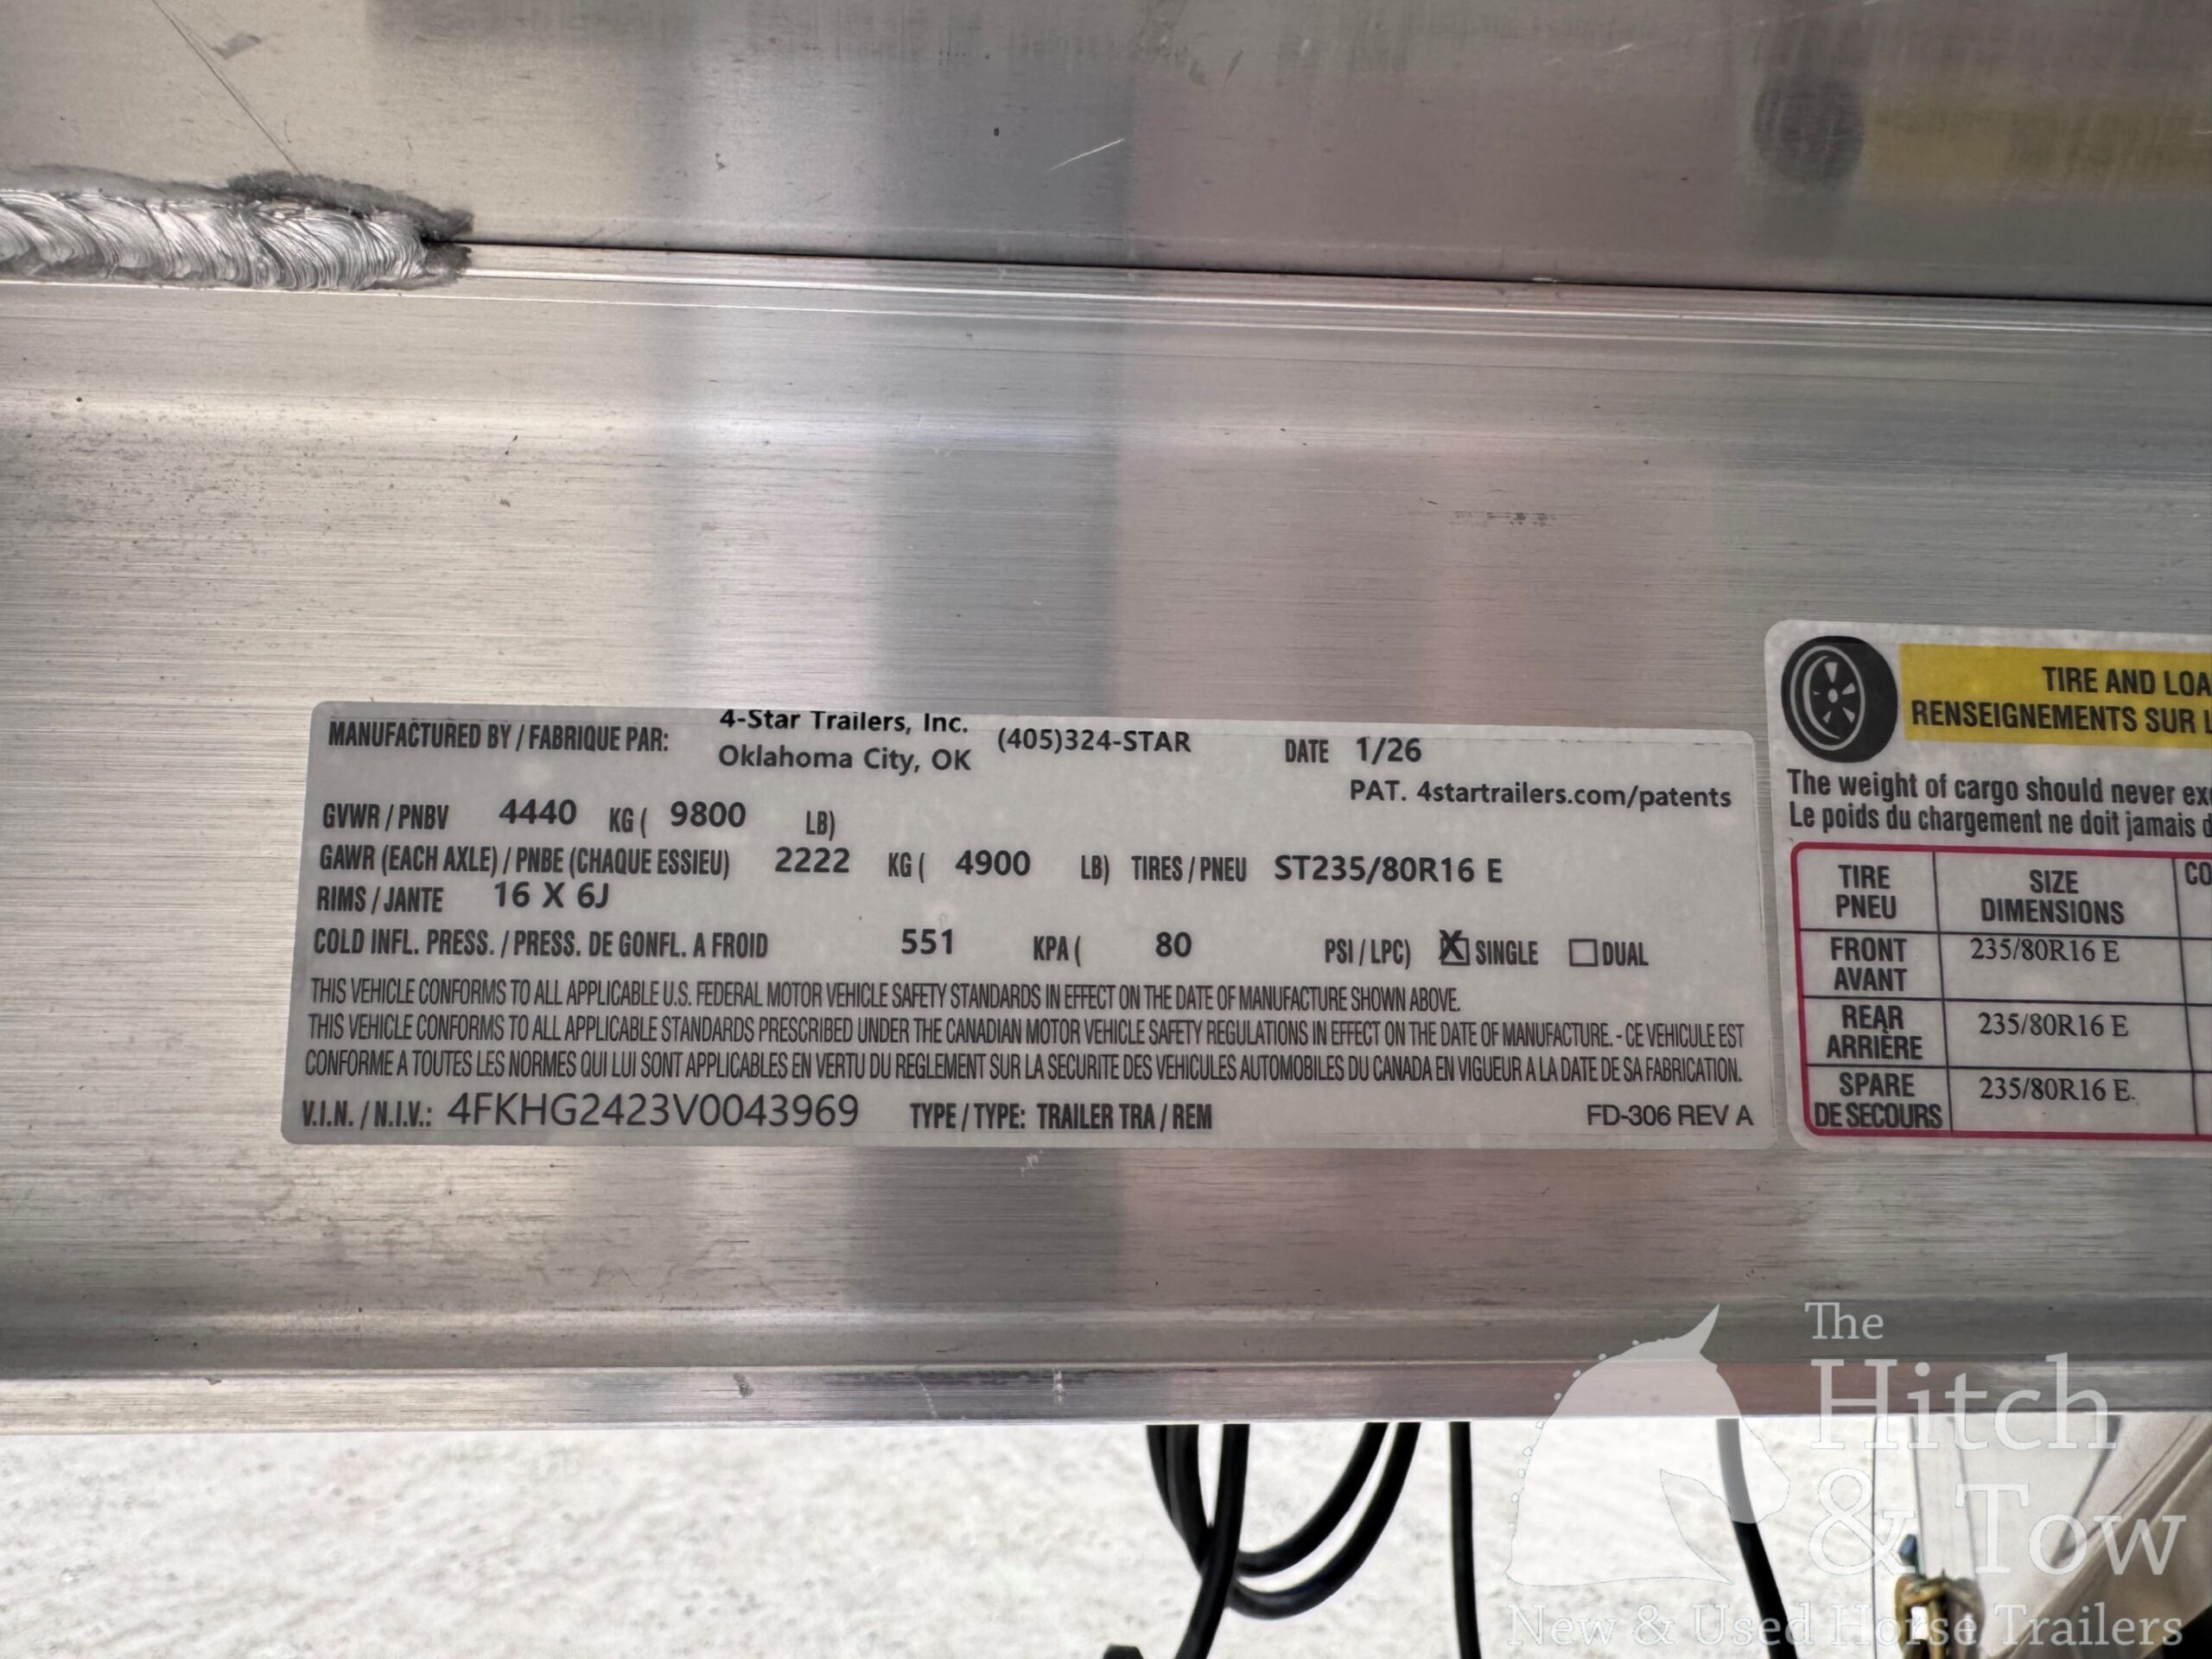 MANUFACTURED BY / FABRIQUE PAR: 4-Star Trailers, Inc. (405)324-STAR DATE 1/26
Oklahoma City, OK
PAT. 4startrailers.com/patents
GVWR / PNBV 4440 KG ( 9800 LB)
GAWR (EACH AXLE) / PNBE (CHAQUE ESSIEU) 2222 KG ( 4900 LB) TIRES / PNEU ST235/80R16 E
RIMS / JANTE 16 X 6J
COLD INFL. PRESS. / PRESS. DE GONFL. A FROID 551 KPA ( 80 PSI / LPC) X SINGLE DUAL
THIS VEHICLE CONFORMS TO ALL APPLICABLE U.S. FEDERAL MOTOR VEHICLE SAFETY STANDARDS IN EFFECT ON THE DATE OF MANUFACTURE SHOWN ABOVE.
THIS VEHICLE CONFORMS TO ALL APPLICABLE STANDARDS PRESCRIBED UNDER THE CANADIAN MOTOR VEHICLE SAFETY REGULATIONS IN EFFECT ON THE DATE OF MANUFACTURE. - CE VEHICULE EST
CONFORME A TOUTES LES NORMES QUI LUI SONT APPLICABLES EN VERTU DU REGLEMENT SUR LA SECURITE DES VEHICULES AUTOMOBILES DU CANADA EN VIGUEUR A LA DATE DE SA FABRICATION.
V.I.N. / N.I.V.: 4FKHG2423V0043969 TYPE / TYPE: TRAILER TRA / REM FD-306 REV A
TIRE AND LOA
RENSEIGNEMENTS SUR L
The weight of cargo should never ex
Le poids du chargement ne doit jamais d
TIRE PNEU SIZE DIMENSIONS CO
FRONT AVANT 235/80R16 E
REAR ARRIÈRE 235/80R16 E
SPARE DE SECOURS 235/80R16 E.
The
Hitch
& Tow
New & Used Horse Trailers